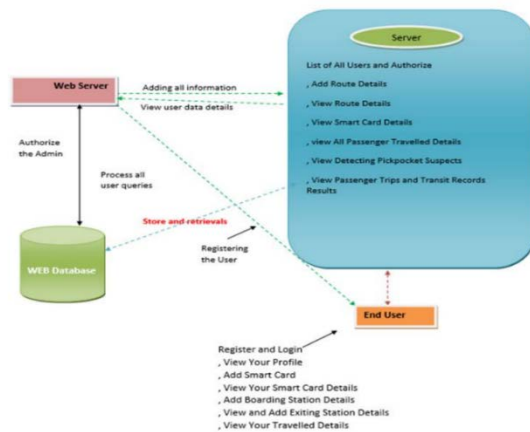 Server
List of All Users and Authorize
, Add Route Details
, View Route Details
, View Smart Card Details
, view All Passenger Travelled Details
, View Detecting Pickpocket Suspects
, View Passenger Trips and Transit Records
Results
Web Server
Adding all information
View user data details
Authorize
the Admin
Process all
user queries
Store and retrievals
Registering
the User
WEB Database
End User
Register and Login
, View Your Profile
, Add Smart Card
, View Your Smart Card Details
, Add Boarding Station Details
, View and Add Exiting Station Details
, View Your Travelled Details